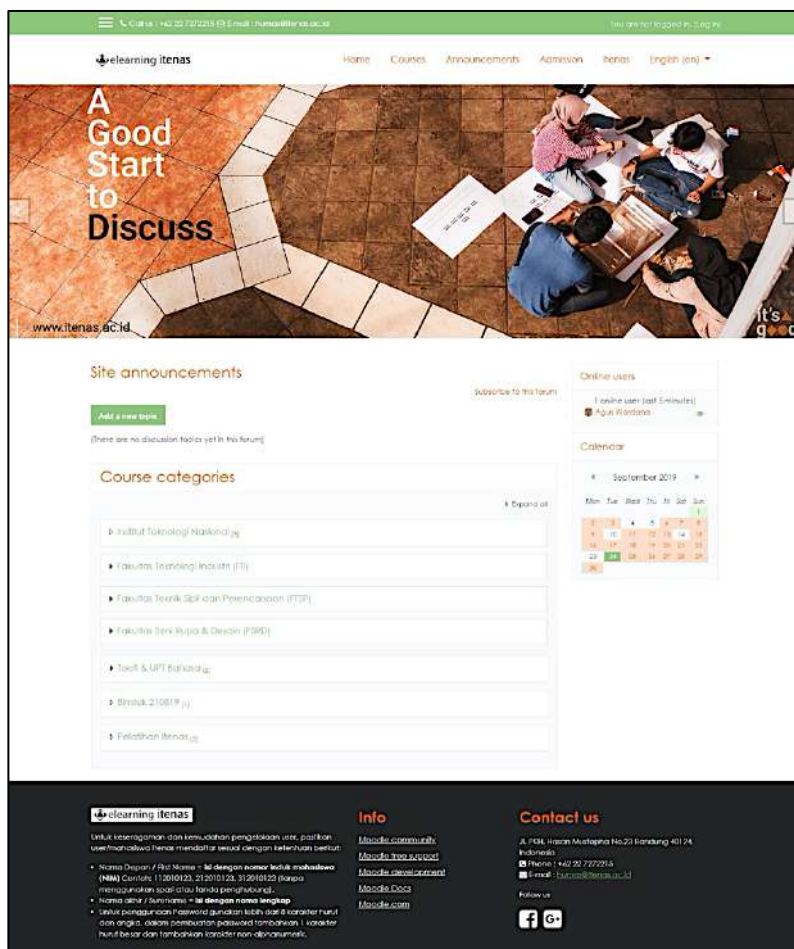 Call us : +62 22 7272215 E-mail : humas@itenas.ac.id
You are not logged in. (Log in)
elearning itenas
Home Courses Announcements Admission Itenas English (en)
A
Good
Start
to
Discuss
www.itenas.ac.id
it's a
good
Site announcements
Subscribe to this forum
Add a new topic
(There are no discussion topics yet in this forum)
Course categories
Expand all
Institut Teknologi Nasional
Fakultas Teknologi Industri (FTI)
Fakultas Teknik Sipil dan Perencanaan (FTSP)
Fakultas Seni Rupa & Desain (FSRD)
Toefl & UPT Bahasa
Bimtek 210819
Pelatihan Itenas
Online users
1 online user (last 5 minutes)
Agus Wardana
Calendar
September 2019
Mon Tue Wed Thu Fri Sat Sun
1
2 3 4 5 6 7 8
9 10 11 12 13 14 15
16 17 18 19 20 21 22
23 24 25 26 27 28 29
30
elearning itenas
Untuk keseragaman dan kemudahan pengelolaan user, pastikan
user/mahasiswa Itenas mendaftar sesuai dengan ketentuan berikut:
Nama Depan / First Name = isi dengan nomor induk mahasiswa
(NIM) Contoh: 112010123, 212010123, 312010123 (tanpa
menggunakan spasi atau tanda penghubung).
Nama akhir / Surename = isi dengan nama lengkap
Untuk penggunaan Password gunakan lebih dari 8 karakter huruf
dan angka, dalam pembuatan password tambahkan 1 karakter
huruf besar dan tambahkan karakter non-alphanumeric.
Info
Moodle community
Moodle free support
Moodle development
Moodle Docs
Moodle.com
Contact us
JL. PKH. Hasan Mustapha No.23 Bandung 40124,
Indonesia
Phone : +62 22 7272215
E-mail : humas@itenas.ac.id
Follow us